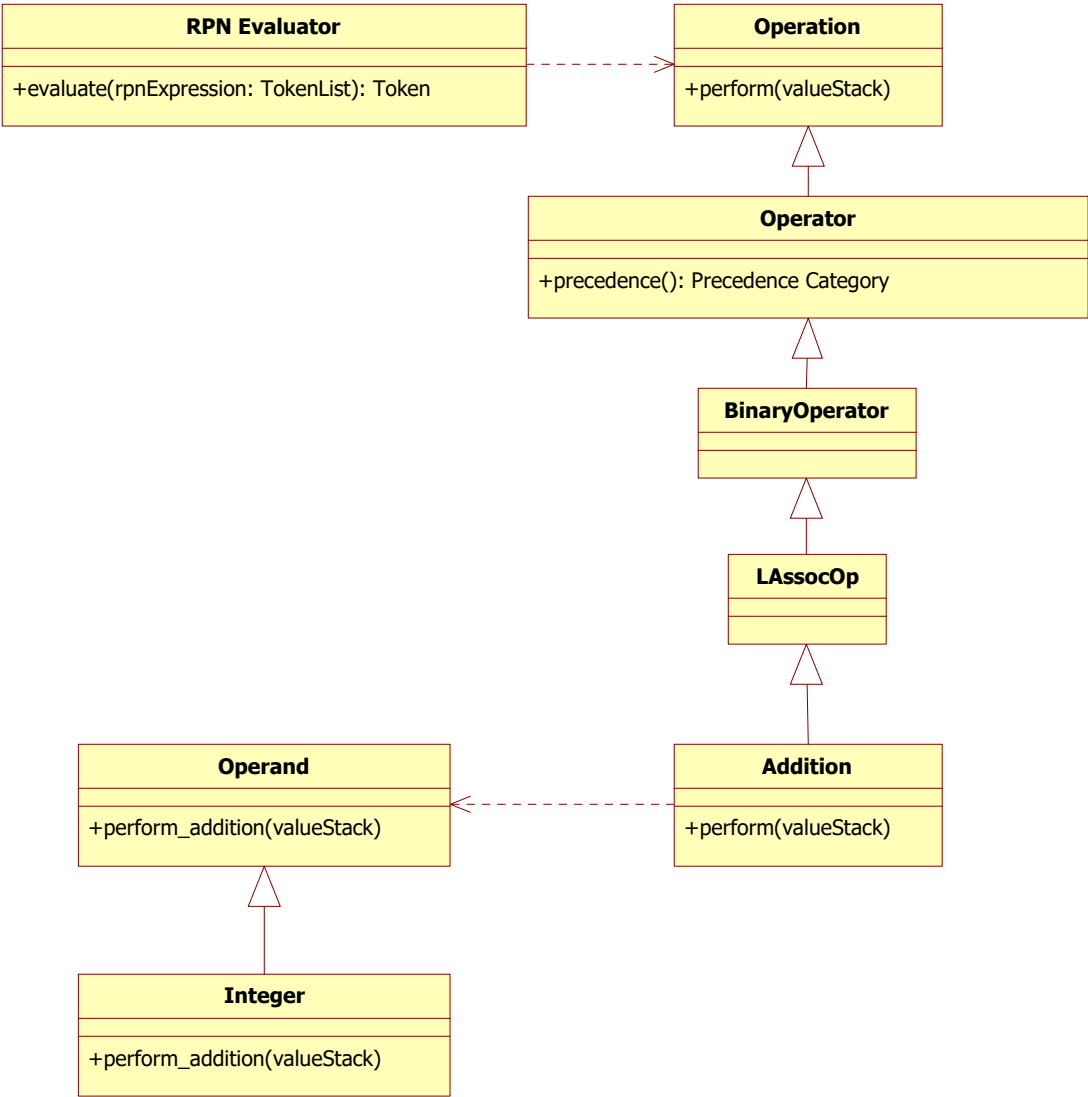 RPN Evaluator
+evaluate(rpnExpression: TokenList): Token
Operation
+perform(valueStack)
Operator
+precedence(): Precedence Category
BinaryOperator
LAssocOp
Operand
+perform_addition(valueStack)
Addition
+perform(valueStack)
Integer
+perform_addition(valueStack)